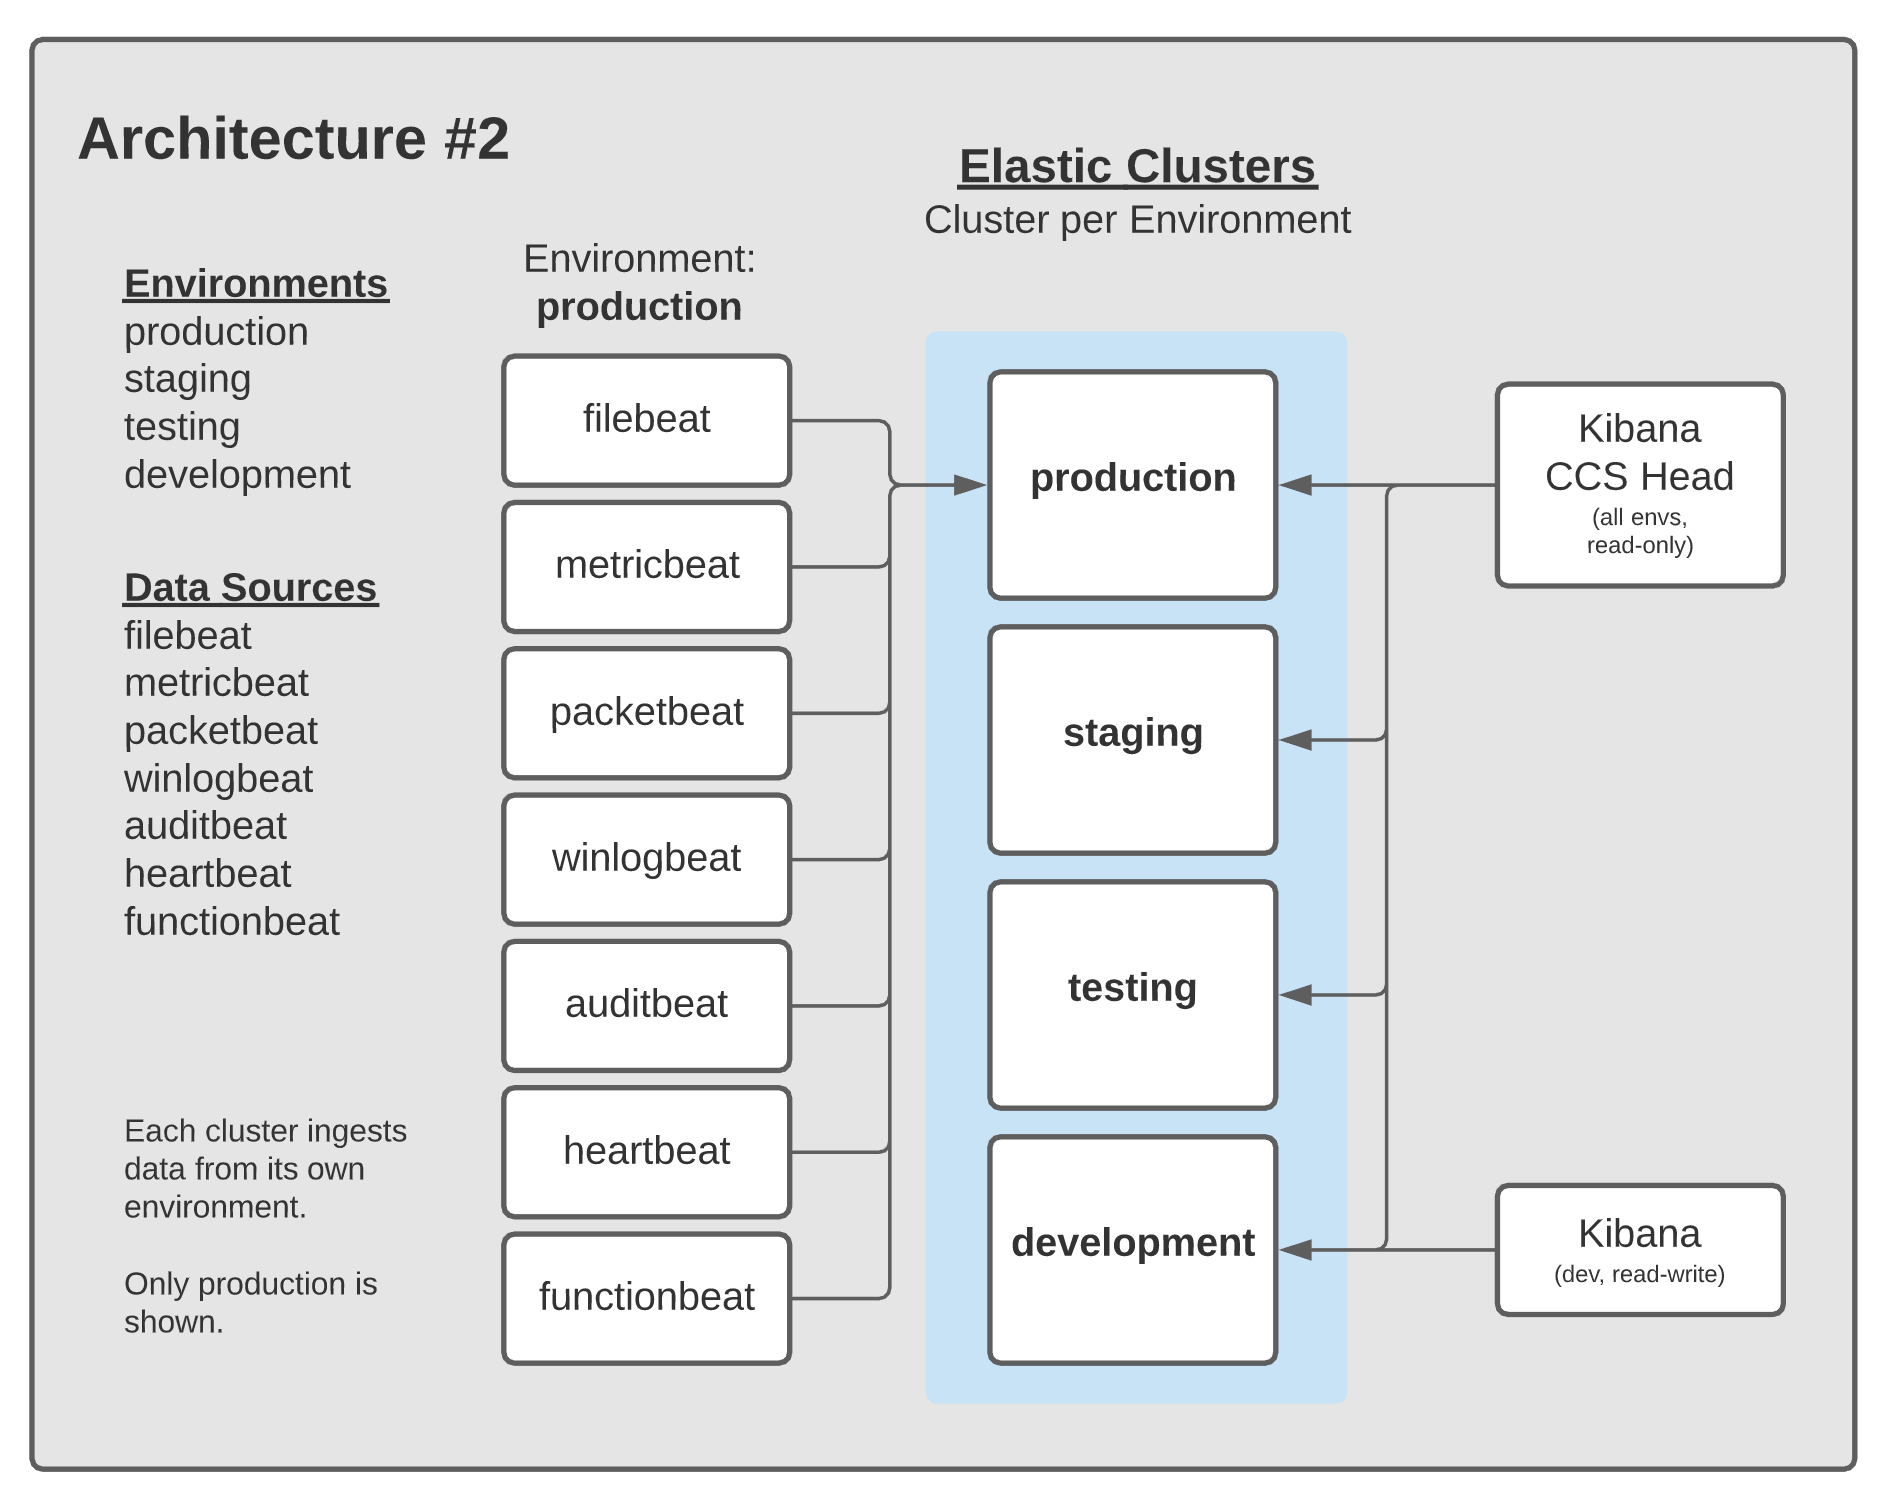 Architecture #2
Elastic Clusters
Cluster per Environment
Environments
production
staging
testing
development
Data Sources
filebeat
metricbeat
packetbeat
winlogbeat
auditbeat
heartbeat
functionbeat
Each cluster ingests
data from its own
environment.
Only production is
shown.
Environment:
production
filebeat
metricbeat
packetbeat
winlogbeat
auditbeat
heartbeat
functionbeat
production
staging
testing
development
Kibana
CCS Head
(all envs,
read-only)
Kibana
(dev, read-write)